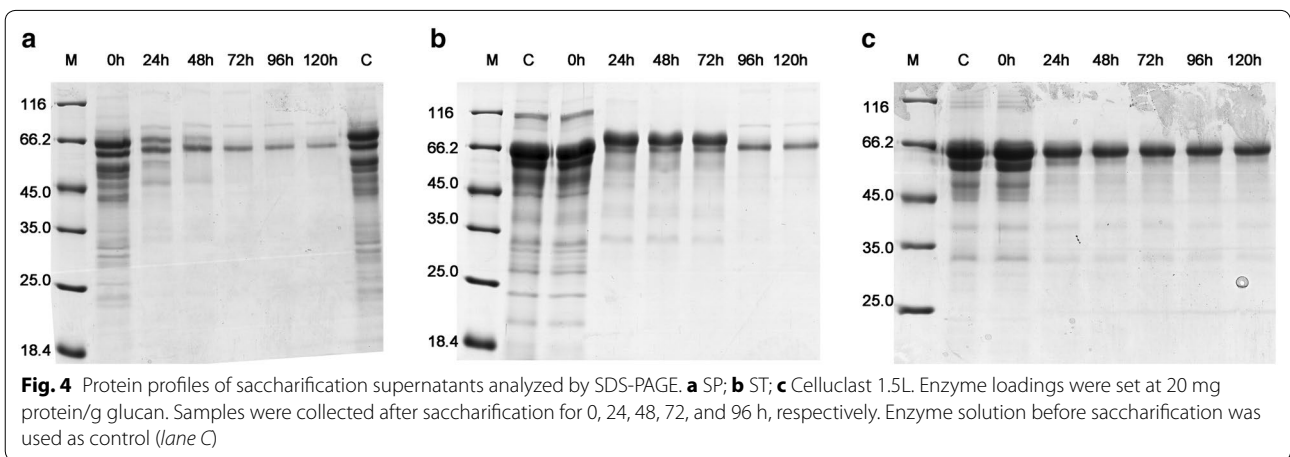 a
M 0h 24h 48h 72h 96h 120h C
116
66.2
45.0
35.0
25.0
18.4
b
M C 0h 24h 48h 72h 96h 120h
116
66.2
45.0
35.0
25.0
18.4
c
M C 0h 24h 48h 72h 96h 120h
116
66.2
45.0
35.0
25.0
Fig. 4 Protein profiles of saccharification supernatants analyzed by SDS-PAGE. a SP; b ST; c Celluclast 1.5L. Enzyme loadings were set at 20 mg
protein/g glucan. Samples were collected after saccharification for 0, 24, 48, 72, and 96 h, respectively. Enzyme solution before saccharification was
used as control (lane C)